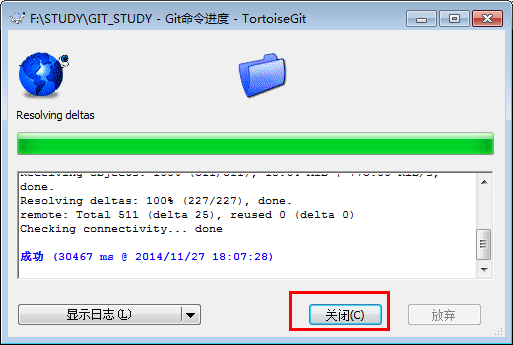 F:\STUDY\GIT_STUDY - Git命令进度 - TortoiseGit
Resolving deltas
done.
Resolving deltas: 100% (227/227), done.
remote: Total 511 (delta 25), reused 0 (delta 0)
Checking connectivity... done
成功 (30467 ms @ 2014/11/27 18:07:28)
显示日志(L)
关闭(C)
放弃